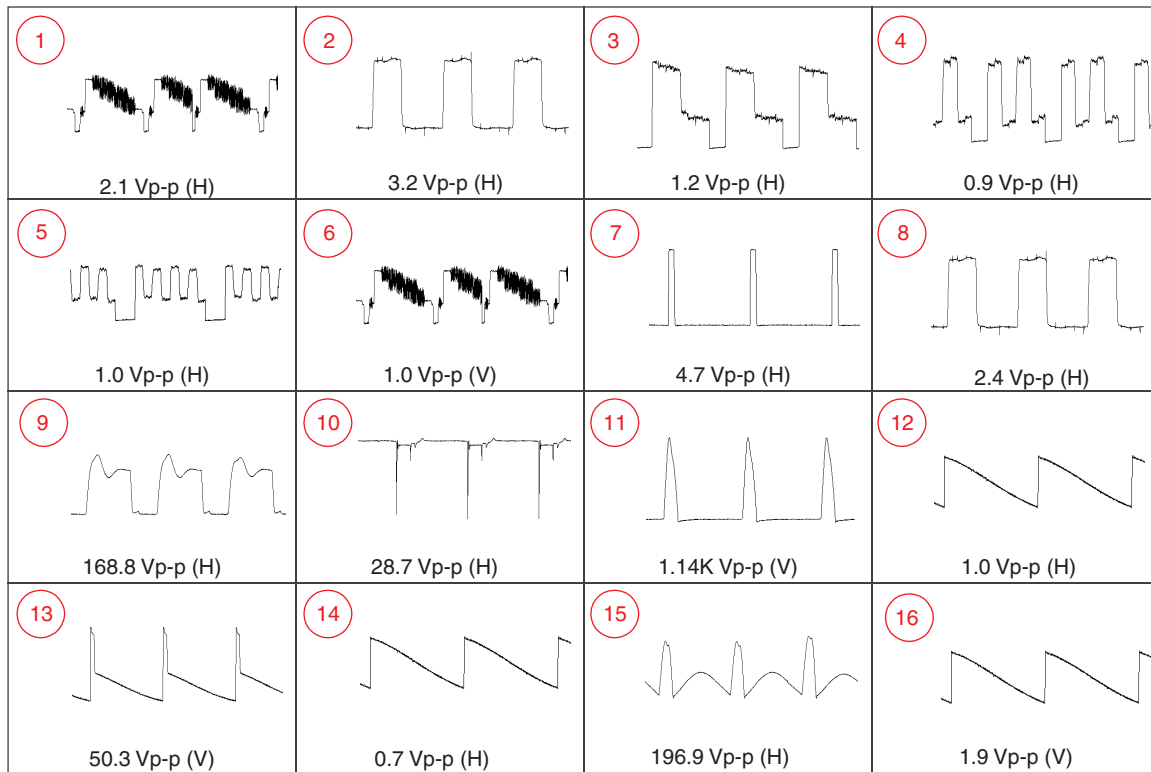 1 2 3 4
2.1 Vp-p (H) 3.2 Vp-p (H) 1.2 Vp-p (H) 0.9 Vp-p (H)
5 6 7 8
1.0 Vp-p (H) 1.0 Vp-p (V) 4.7 Vp-p (H) 2.4 Vp-p (H)
9 10 11 12
168.8 Vp-p (H) 28.7 Vp-p (H) 1.14K Vp-p (V) 1.0 Vp-p (H)
13 14 15 16
50.3 Vp-p (V) 0.7 Vp-p (H) 196.9 Vp-p (H) 1.9 Vp-p (V)